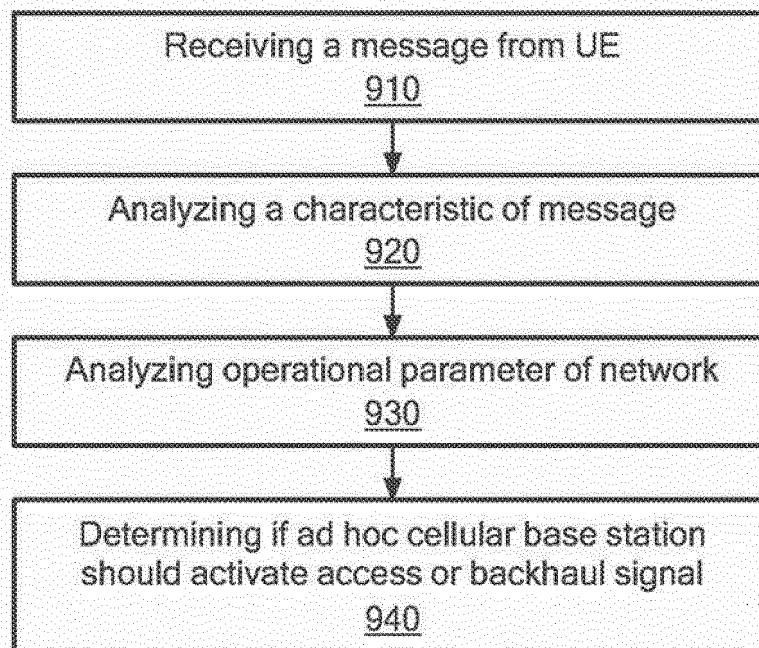 Receiving a message from UE
910
Analyzing a characteristic of message
920
Analyzing operational parameter of network
930
Determining if ad hoc cellular base station
should activate access or backhaul signal
940